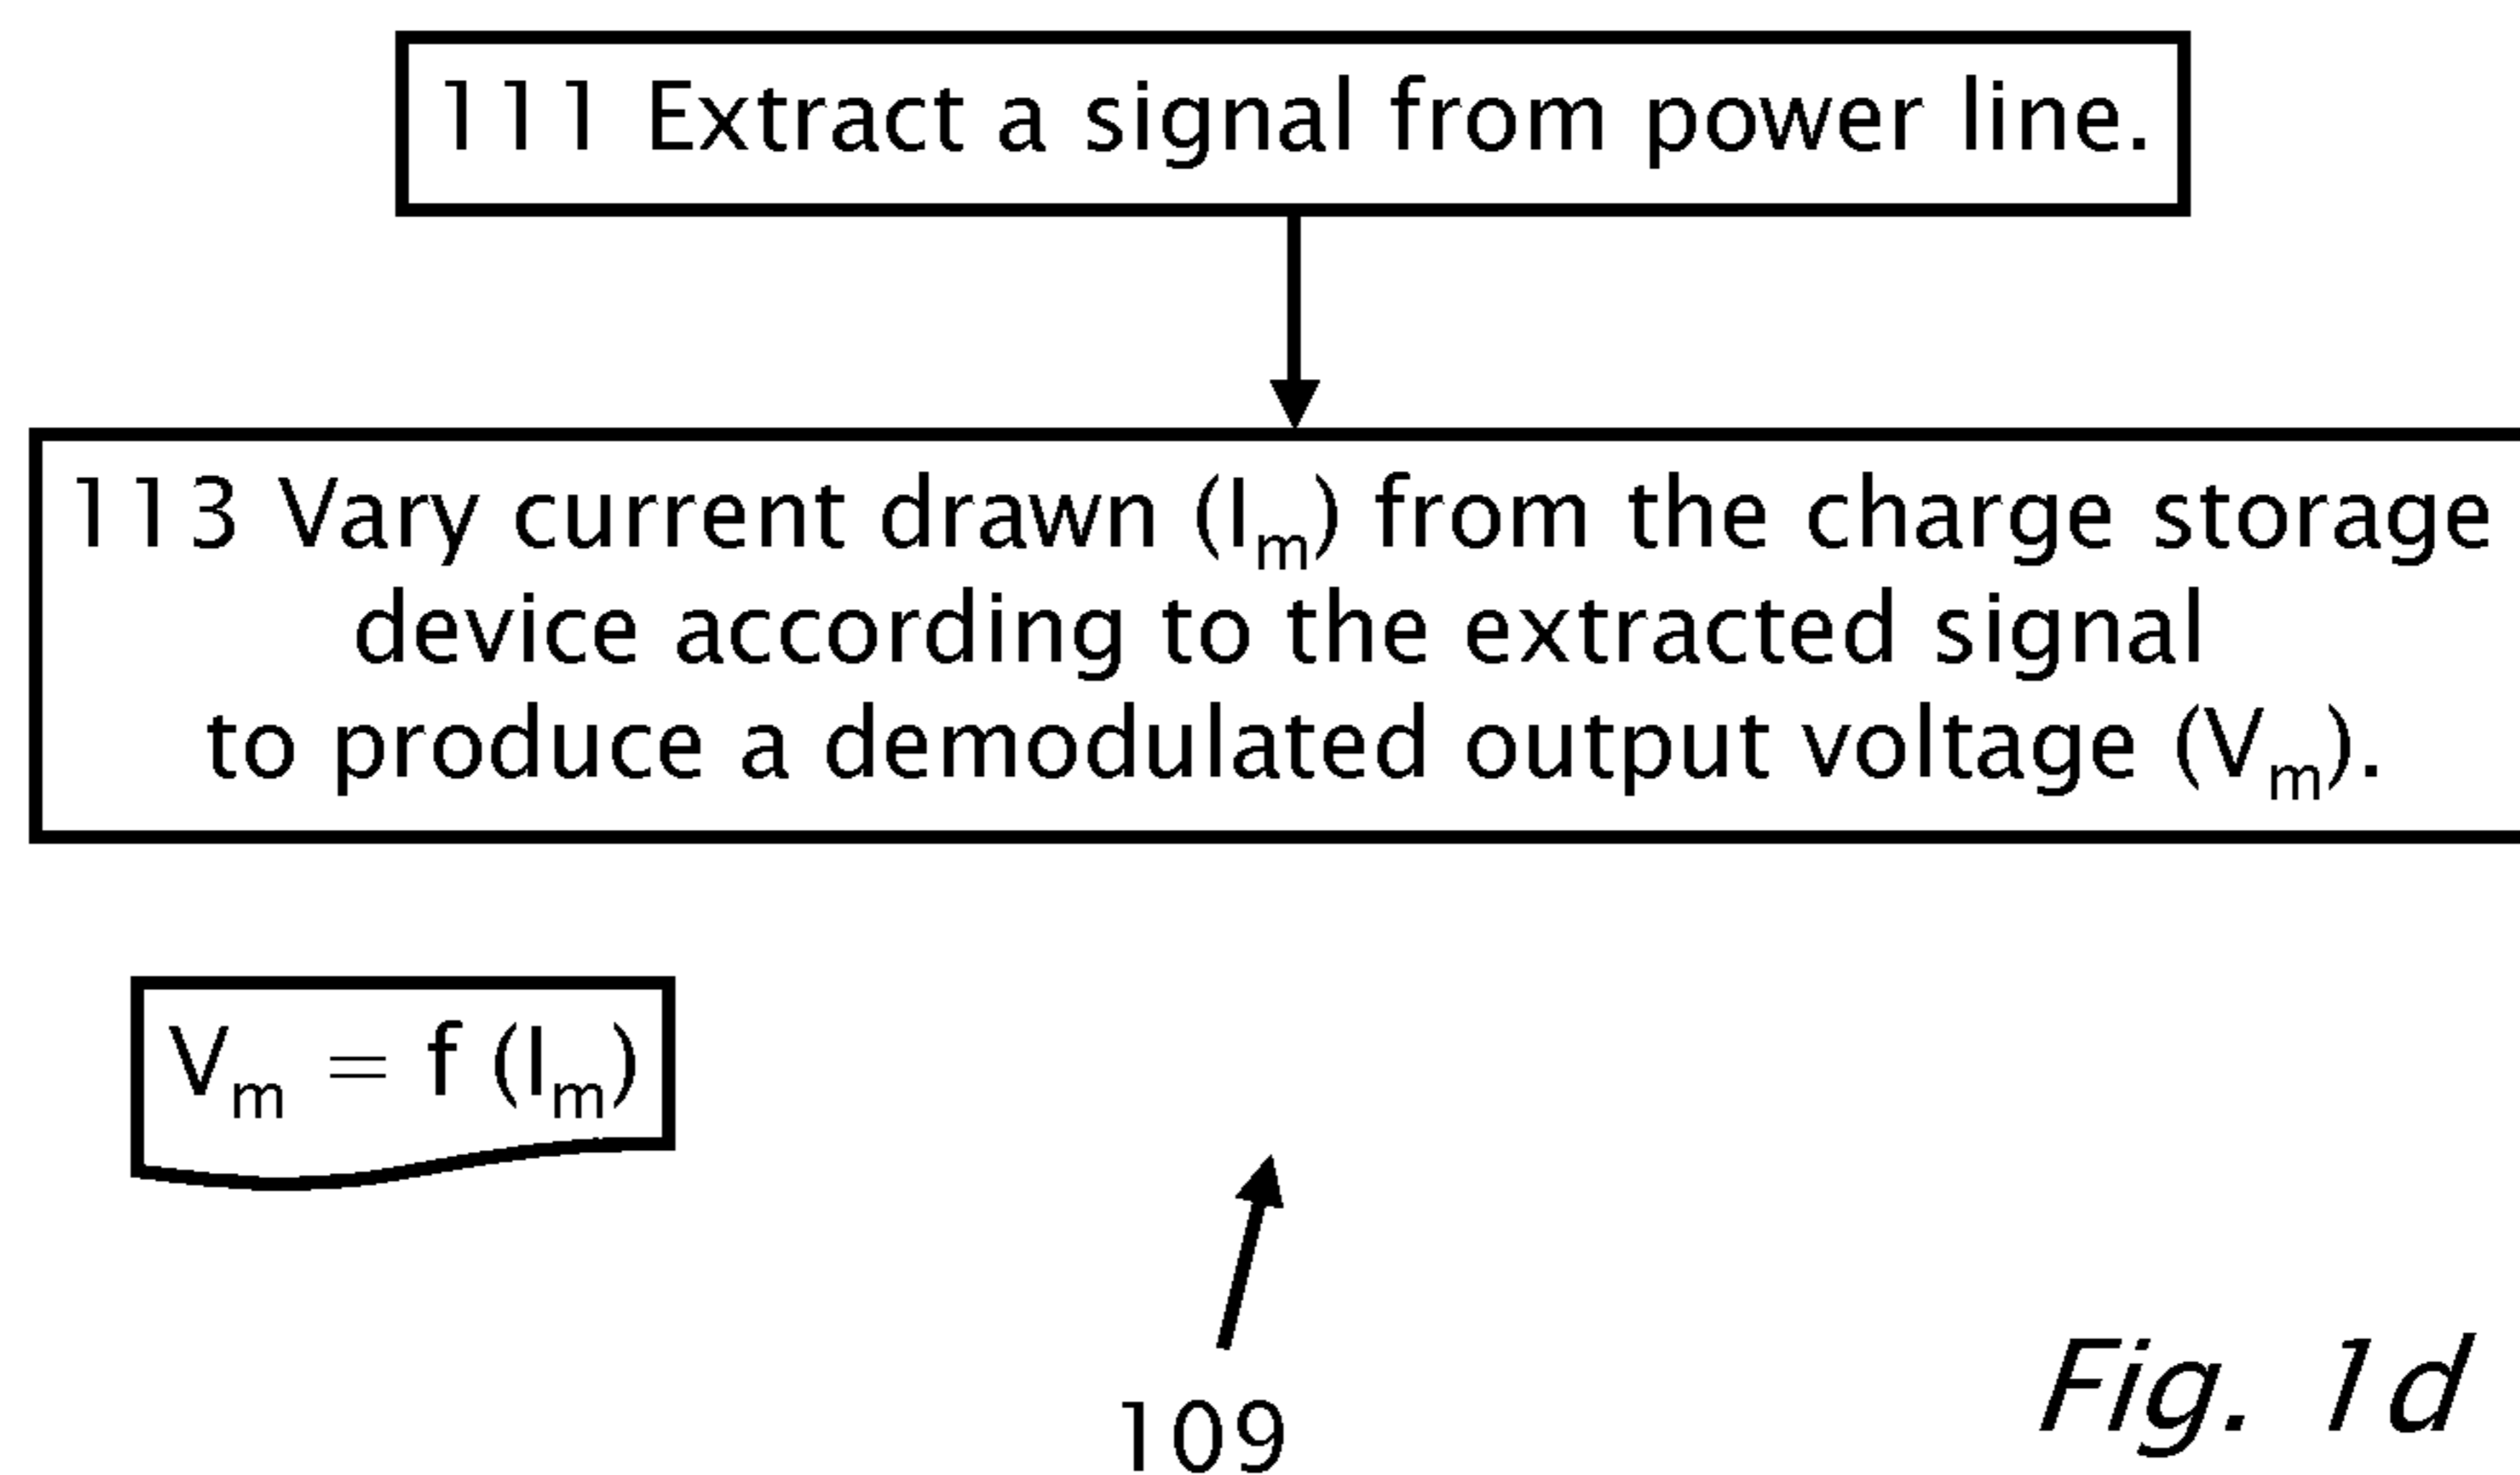 111 Extract a signal from power line.
113 Vary current drawn (Iₘ) from the charge storage
device according to the extracted signal
to produce a demodulated output voltage (Vₘ).
Vₘ = f (Iₘ)
109
Fig. 1d